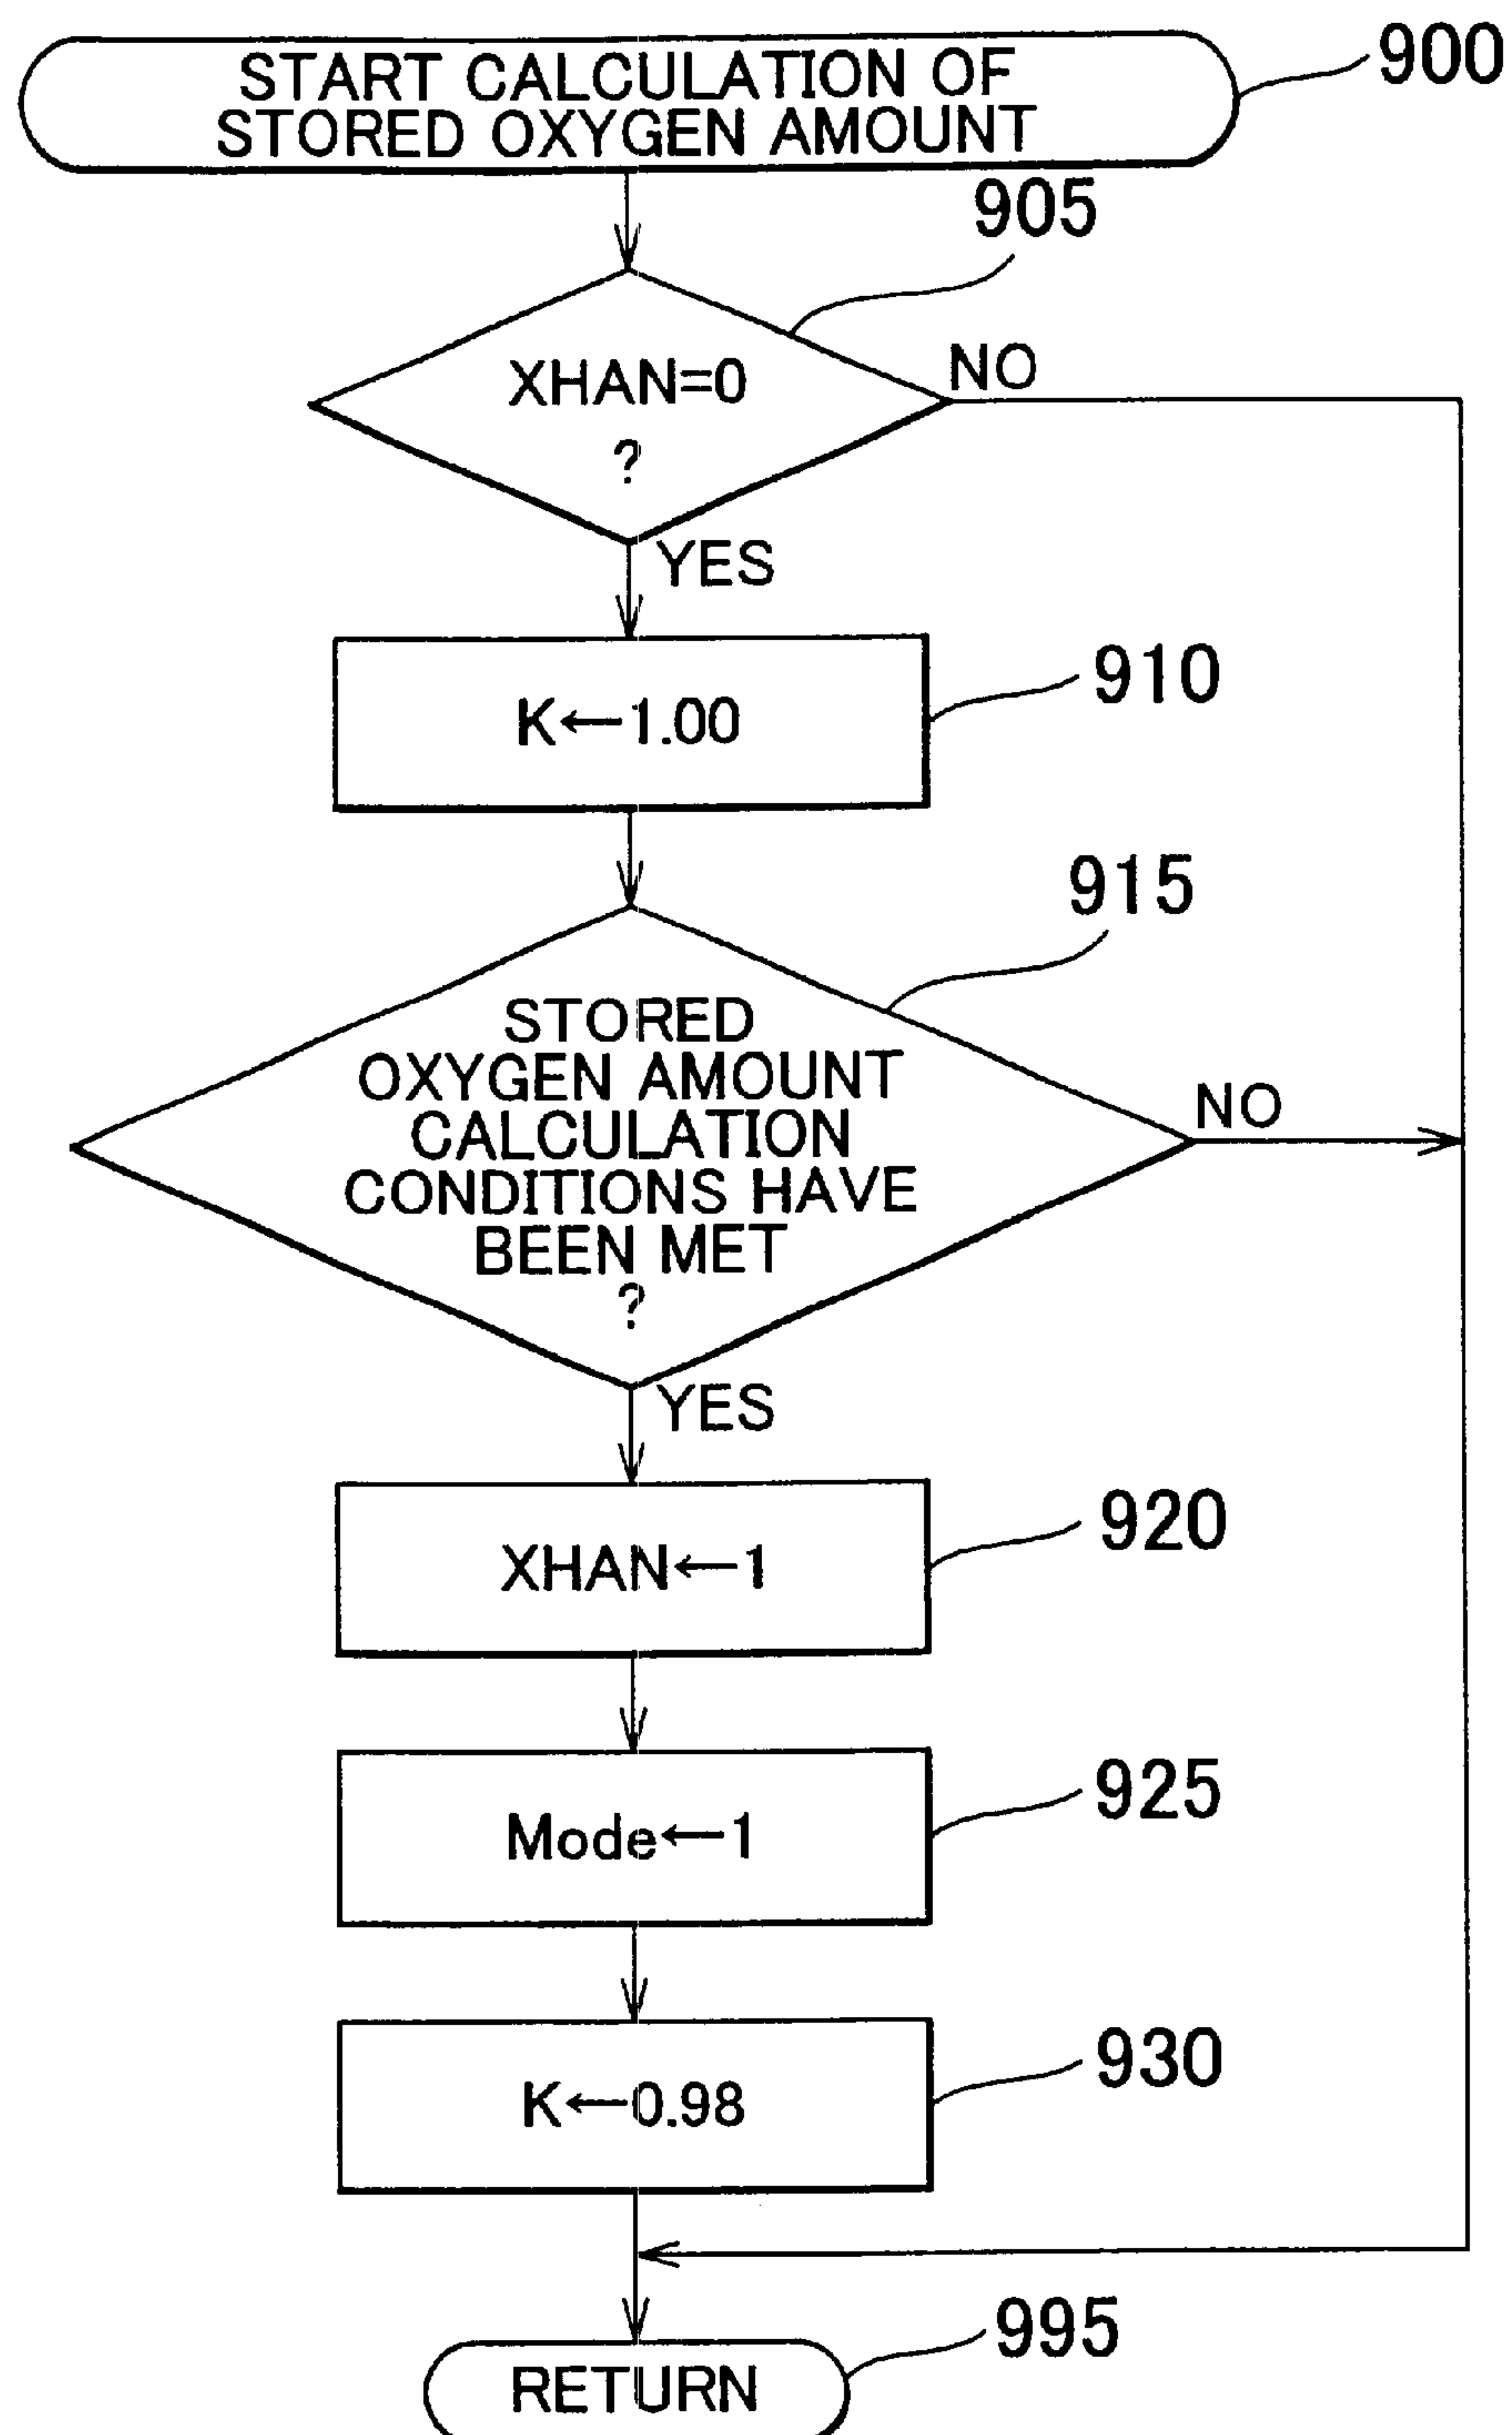 START CALCULATION OF
STORED OXYGEN AMOUNT
900
905
XHAN=0
?
NO
YES
K←1.00
910
915
STORED
OXYGEN AMOUNT
CALCULATION
CONDITIONS HAVE
BEEN MET
?
NO
YES
XHAN←1
920
Mode←1
925
K←0.98
930
995
RETURN